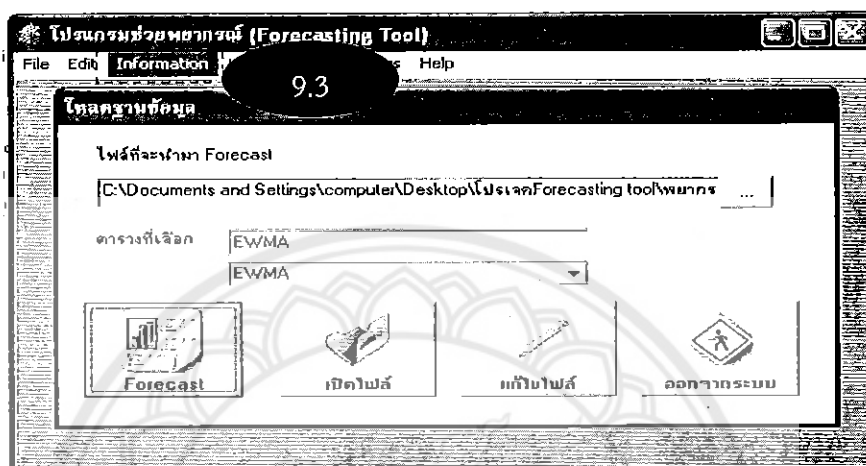 โปรแกรมช่วยพยากรณ์ (Forecasting Tool)
File Edit Information Help
9.3
โหลดฐานข้อมูล
ไฟล์ที่จะนำมา Forecast
C:\Documents and Settings\computer\Desktop\โปรเจคForecasting tool\พยากร ...
ตารางที่เลือก EWMA
EWMA
Forecast เปิดไฟล์ แก้ไขไฟล์ ออกจากระบบ